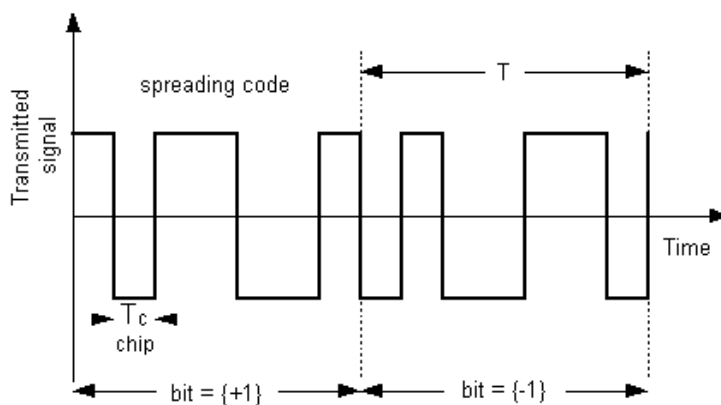 T
spreading code
Transmitted
signal
Time
Tc
chip
bit = {+1}
bit = {-1}